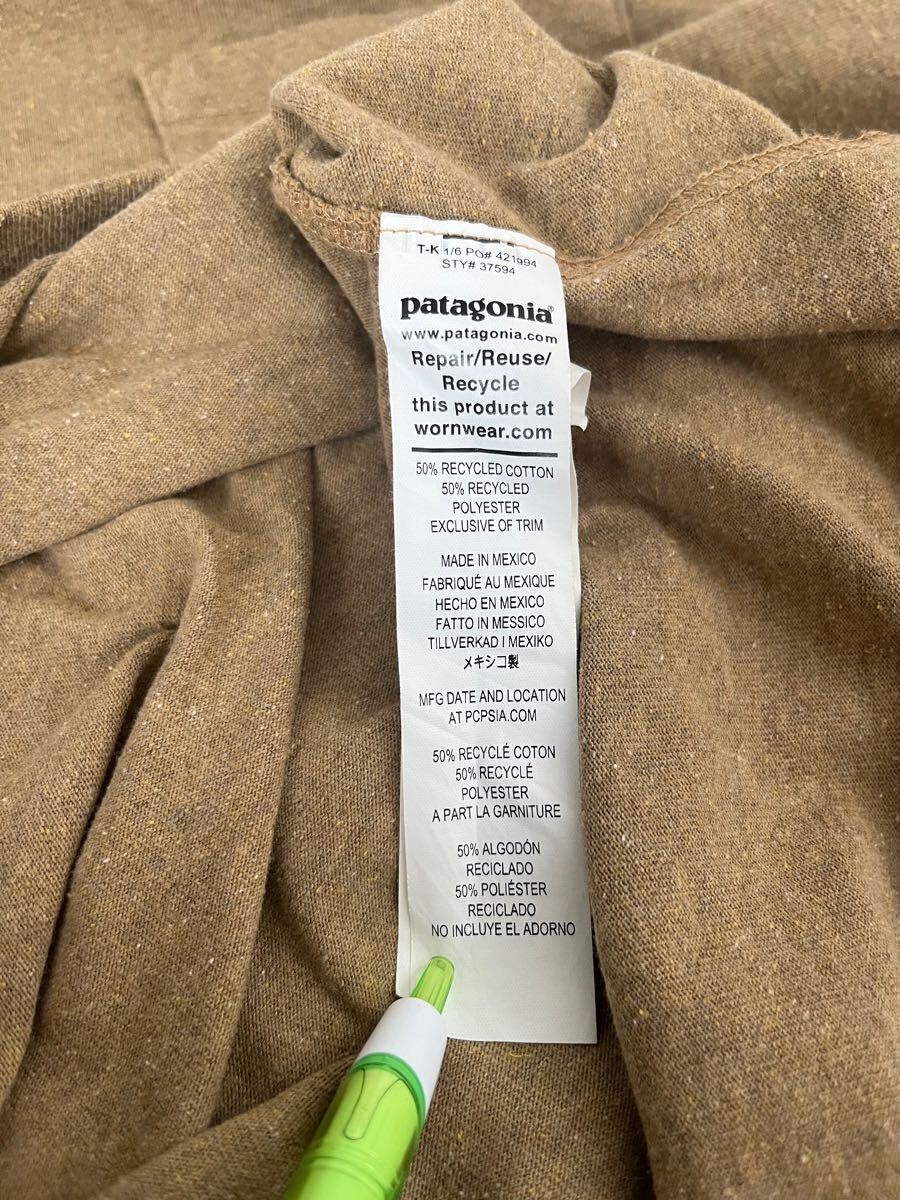 T-K 1/6 PO# 421994
STY# 37594
patagonia®
www.patagonia.com
Repair/Reuse/
Recycle
this product at
wornwear.com
50% RECYCLED COTTON
50% RECYCLED
POLYESTER
EXCLUSIVE OF TRIM
MADE IN MEXICO
FABRIQUÉ AU MEXIQUE
HECHO EN MEXICO
FATTO IN MESSICO
TILLVERKAD I MEXIKO
メキシコ製
MFG DATE AND LOCATION
AT PCPSIA.COM
50% RECYCLÉ COTON
50% RECYCLÉ
POLYESTER
A PART LA GARNITURE
50% ALGODÓN
RECICLADO
50% POLIÉSTER
RECICLADO
NO INCLUYE EL ADORNO